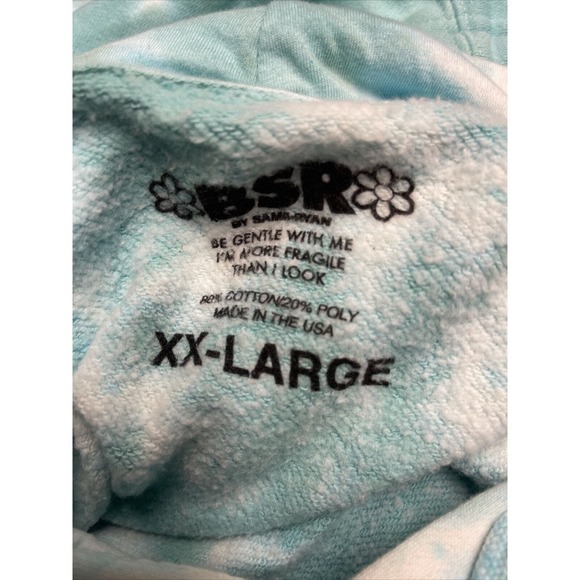 BSR
BY SAMII RYAN
BE GENTLE WITH ME
I'M MORE FRAGILE
THAN I LOOK
80% COTTON/20% POLY
MADE IN THE USA
XX-LARGE